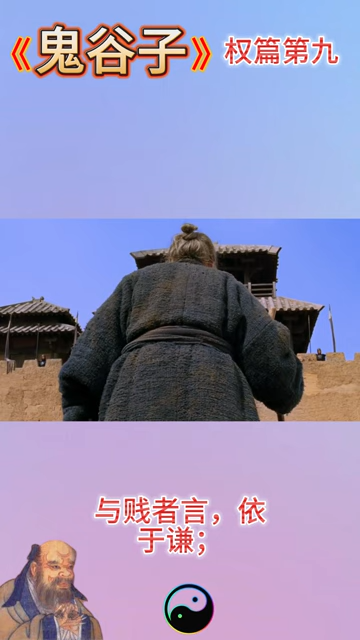 《鬼谷子》 权篇第九
与贱者言，依
于谦；